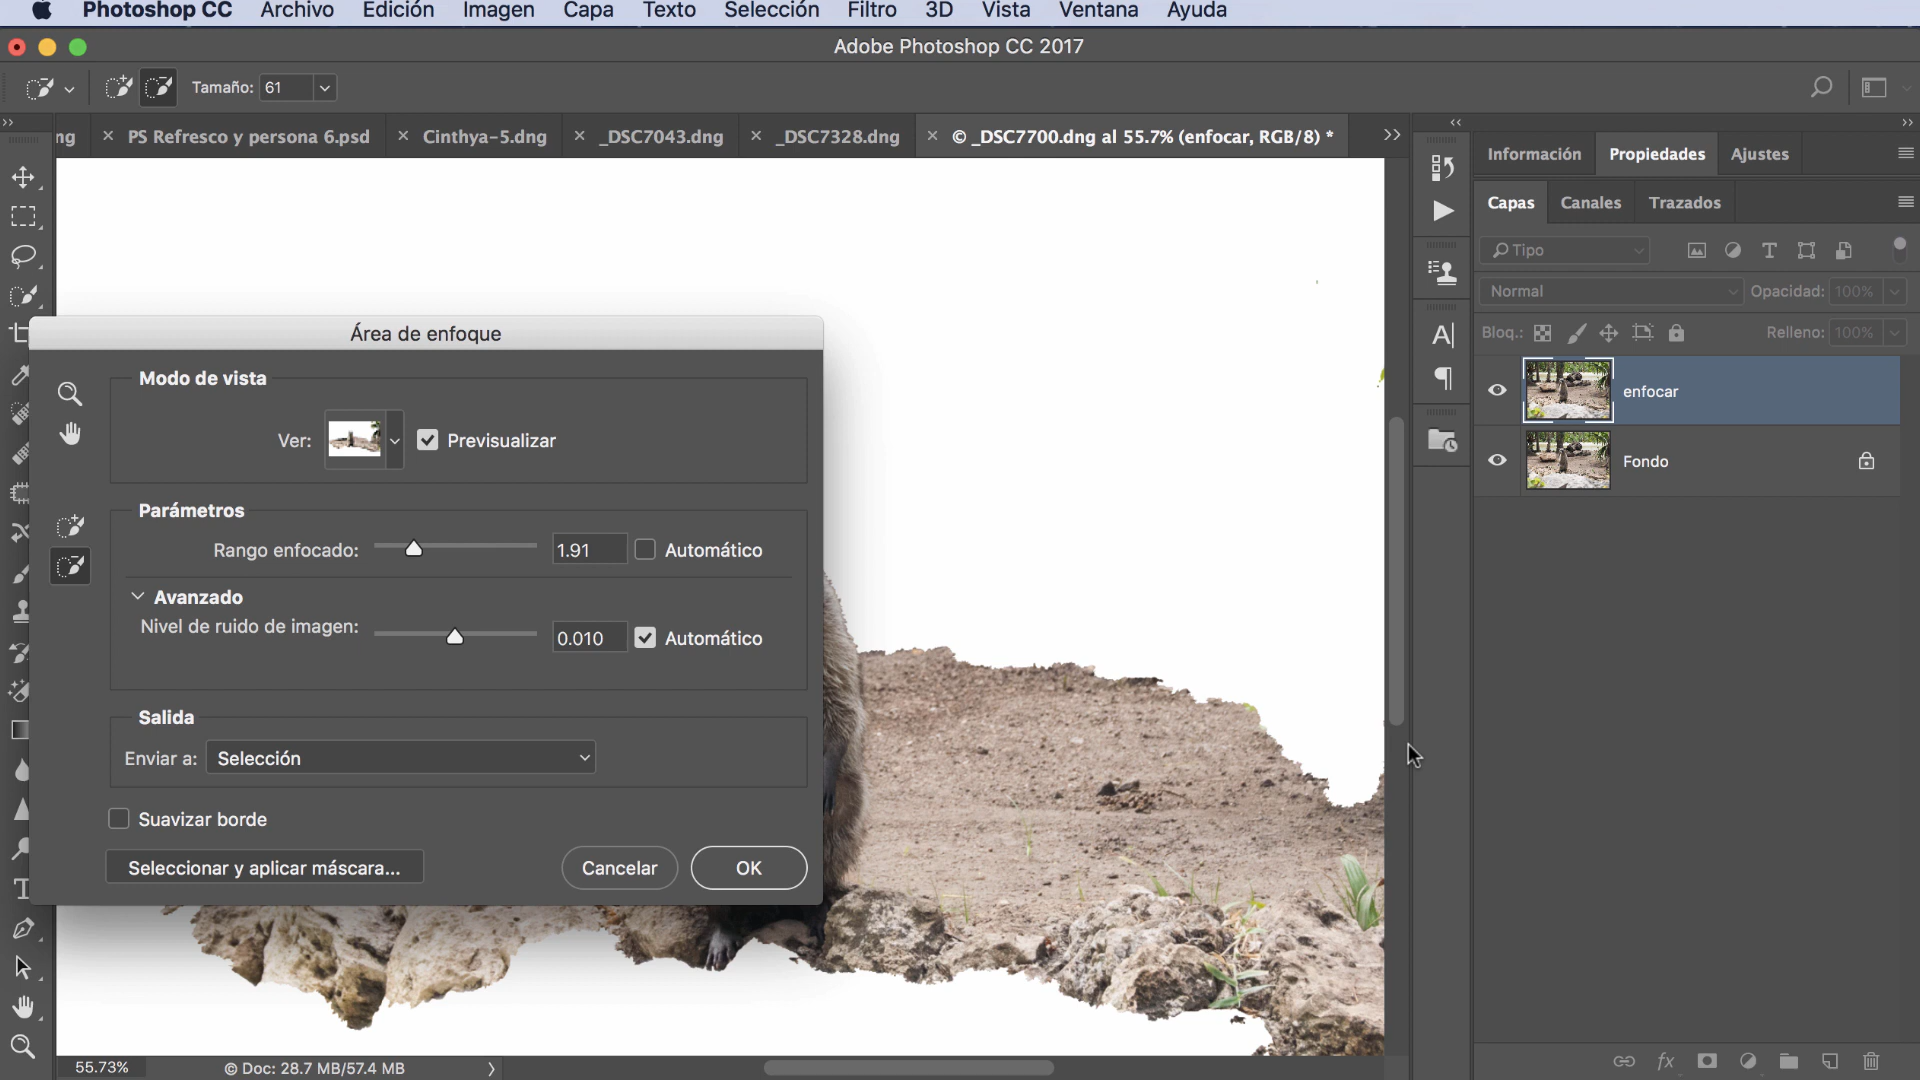 Photoshop CC Archivo Edición Imagen Capa Texto Selección Filtro 3D Vista Ventana Ayuda
Adobe Photoshop CC 2017
Tamaño: 61
ng × PS Refresco y persona 6.psd × Cinthya-5.dng × _DSC7043.dng × _DSC7328.dng × © _DSC7700.dng al 55.7% (enfocar, RGB/8) *
Información Propiedades Ajustes
Capas Canales Trazados
Tipo
Normal Opacidad: 100%
Bloq.: Relleno: 100%
enfocar
Fondo
Área de enfoque
Modo de vista
Ver: Previsualizar
Parámetros
Rango enfocado: 1.91 Automático
Avanzado
Nivel de ruido de imagen: 0.010 Automático
Salida
Enviar a: Selección
Suavizar borde
Seleccionar y aplicar máscara... Cancelar OK
55.73% © Doc: 28.7 MB/57.4 MB
fx